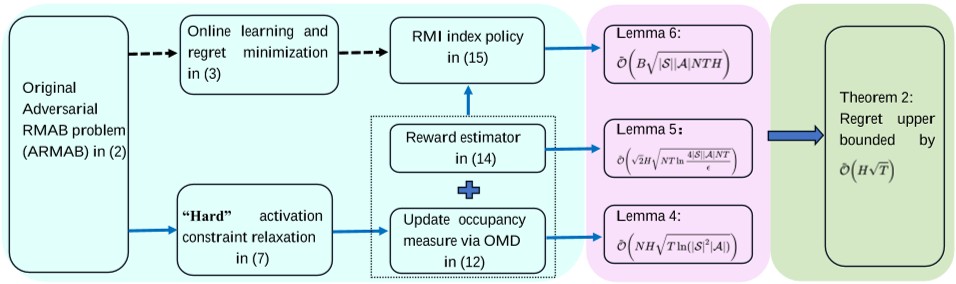 Original
Adversarial
RMAB problem
(ARMAB) in (2)
Online learning and
regret minimization
in (3)
"Hard" activation
constraint relaxation
in (7)
RMI index policy
in (15)
Reward estimator
in (14)
Update occupancy
measure via OMD
in (12)
Lemma 6:
Õ(B√|S||A|NTH)
Lemma 5:
Õ(√2H√NT ln 4|S||A|NT/ϵ)
Lemma 4:
Õ(NH√T ln(|S|²|A|))
Theorem 2:
Regret upper
bounded by
Õ(H√T)